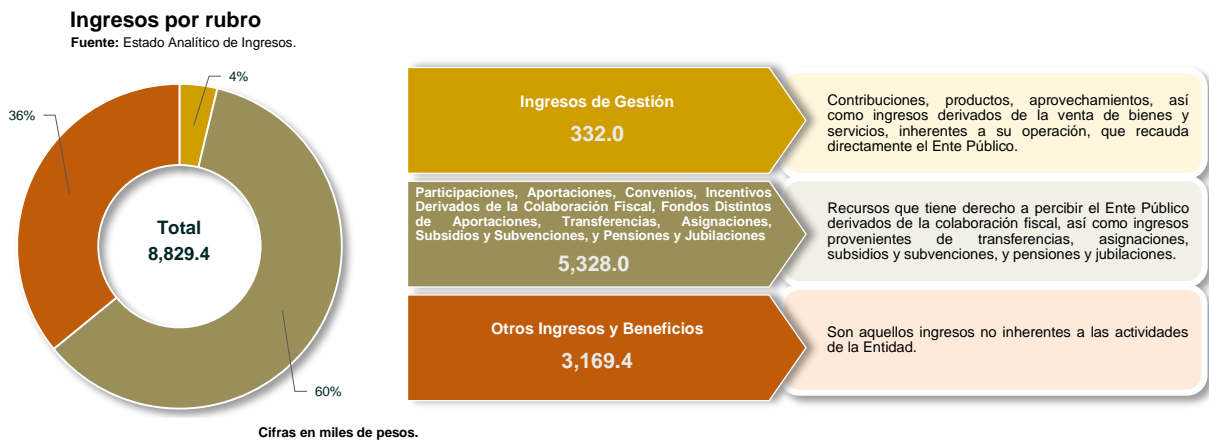 Ingresos por rubro
Fuente: Estado Analítico de Ingresos.
4%
36%
60%
Total
8,829.4
Cifras en miles de pesos.
Ingresos de Gestión
332.0
Contribuciones, productos, aprovechamientos, así
como ingresos derivados de la venta de bienes y
servicios, inherentes a su operación, que recauda
directamente el Ente Público.
Participaciones, Aportaciones, Convenios, Incentivos
Derivados de la Colaboración Fiscal, Fondos Distintos
de Aportaciones, Transferencias, Asignaciones,
Subsidios y Subvenciones, y Pensiones y Jubilaciones
5,328.0
Recursos que tiene derecho a percibir el Ente Público
derivados de la colaboración fiscal, así como ingresos
provenientes de transferencias, asignaciones,
subsidios y subvenciones, y pensiones y jubilaciones.
Otros Ingresos y Beneficios
3,169.4
Son aquellos ingresos no inherentes a las actividades
de la Entidad.